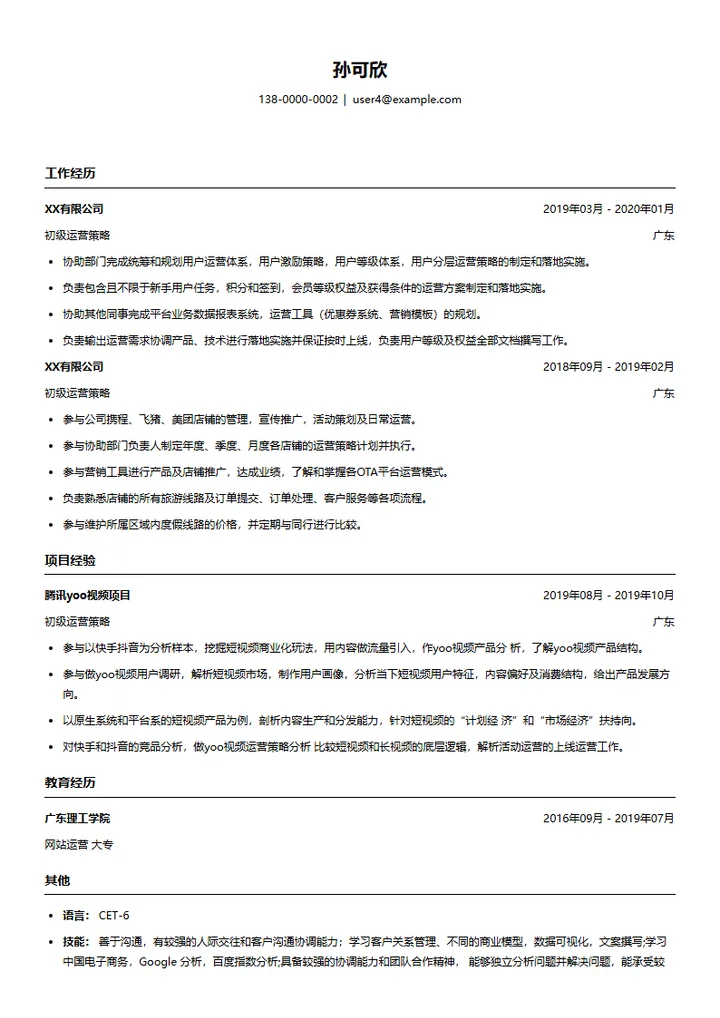 孙可欣
138-0000-0002 | user4@example.com
工作经历
XX有限公司 2019年03月 - 2020年01月
初级运营策略 广东
• 协助部门完成统筹和规划用户运营体系，用户激励策略，用户等级体系，用户分层运营策略的制定和落地实施。
• 负责包含且不限于新手用户任务，积分和签到，会员等级权益及获得条件的运营方案制定和落地实施。
• 协助其他同事完成平台业务数据报表系统，运营工具（优惠券系统、营销模板）的规划。
• 负责输出运营需求协调产品、技术进行落地实施并保证按时上线，负责用户等级及权益全部文档撰写工作。
XX有限公司 2018年09月 - 2019年02月
初级运营策略 广东
• 参与公司携程、飞猪、美团店铺的管理，宣传推广，活动策划及日常运营。
• 参与协助部门负责人制定年度、季度、月度各店铺的运营策略计划并执行。
• 参与营销工具进行产品及店铺推广，达成业绩，了解和掌握各OTA平台运营模式。
• 负责熟悉店铺的所有旅游线路及订单提交、订单处理、客户服务等各项流程。
• 参与维护所属区域内度假线路的价格，并定期与同行进行比较。
项目经验
腾讯yoo视频项目 2019年08月 - 2019年10月
初级运营策略 广东
• 参与以快手抖音为分析样本，挖掘短视频商业化玩法，用内容做流量引入，作yoo视频产品分 析，了解yoo视频产品结构。
• 参与做yoo视频用户调研，解析短视频市场，制作用户画像，分析当下短视频用户特征，内容偏好及消费结构，给出产品发展方
向。
• 以原生系统和平台系的短视频产品为例，剖析内容生产和分发能力，针对短视频的“计划经 济”和“市场经济”扶持向。
• 对快手和抖音的竞品分析，做yoo视频运营策略分析 比较短视频和长视频的底层逻辑，解析活动运营的上线运营工作。
教育经历
广东理工学院 2016年09月 - 2019年07月
网站运营 大专
其他
• 语言： CET-6
• 技能： 善于沟通，有较强的人际交往和客户沟通协调能力；学习客户关系管理、不同的商业模型，数据可视化，文案撰写;学习
中国电子商务，Google 分析，百度指数分析;具备较强的协调能力和团队合作精神， 能够独立分析问题并解决问题，能承受较